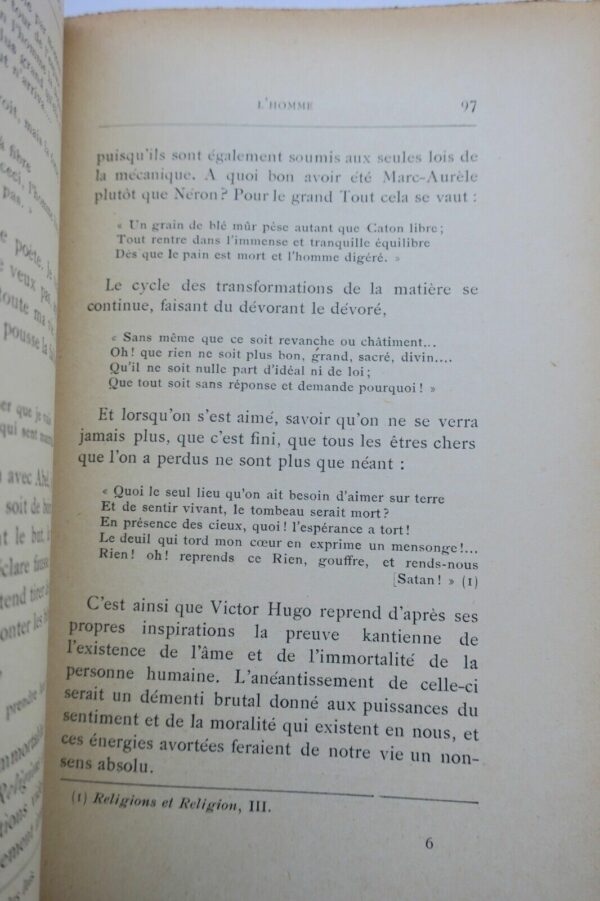 L'HOMME 97
puisqu'ils sont également soumis aux seules lois de
la mécanique. A quoi bon avoir été Marc-Aurèle
plutôt que Néron? Pour le grand Tout cela se vaut :
« Un grain de blé mûr pèse autant que Caton libre;
Tout rentre dans l'immense et tranquille équilibre
Dès que le pain est mort et l'homme digéré. »
Le cycle des transformations de la matière se
continue, faisant du dévorant le dévoré,
« Sans même que ce soit revanche ou châtiment...
Oh! que rien ne soit plus bon, grand, sacré, divin....
Qu'il ne soit nulle part d'idéal ni de loi;
Que tout soit sans réponse et demande pourquoi! »
Et lorsqu'on s'est aimé, savoir qu'on ne se verra
jamais plus, que c'est fini, que tous les êtres chers
que l'on a perdus ne sont plus que néant :
« Quoi le seul lieu qu'on ait besoin d'aimer sur terre
Et de sentir vivant, le tombeau serait mort?
En présence des cieux, quoi! l'espérance a tort!
Le deuil qui tord mon cœur en exprime un mensonge!...
Rien! oh! reprends ce Rien, gouffre, et rends-nous
[Satan! » (1)
C'est ainsi que Victor Hugo reprend d'après ses
propres inspirations la preuve kantienne de
l'existence de l'âme et de l'immortalité de la
personne humaine. L'anéantissement de celle-ci
serait un démenti brutal donné aux puissances du
sentiment et de la moralité qui existent en nous, et
ces énergies avortées feraient de notre vie un non-
sens absolu.
(1) Religions et Religion, III.
6